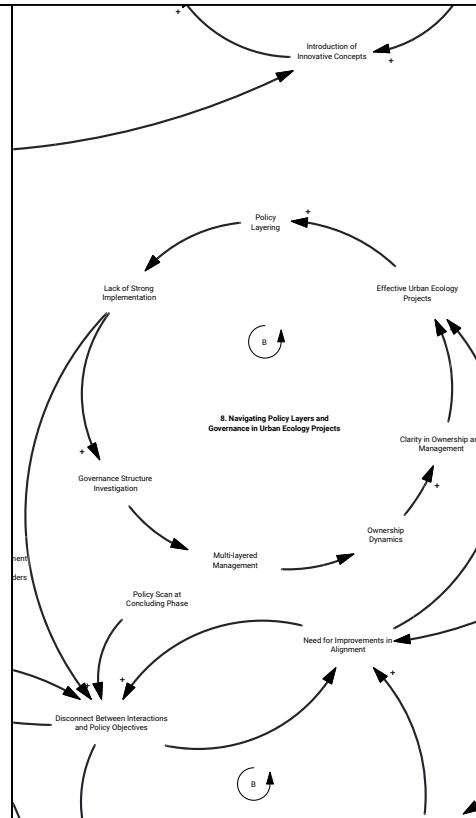 +
Introduction of
Innovative Concepts
+
+
Policy
Layering
Lack of Strong
Implementation
Effective Urban Ecology
Projects
B
8. Navigating Policy Layers and
Governance in Urban Ecology Projects
Clarity in Ownership an
Management
+
Governance Structure
Investigation
+
Ownership
Dynamics
Multi-layered
Management
nent
ders
Policy Scan at
Concluding Phase
Need for Improvements in
Alignment
+
+
+
Disconnect Between Interactions
and Policy Objectives
B